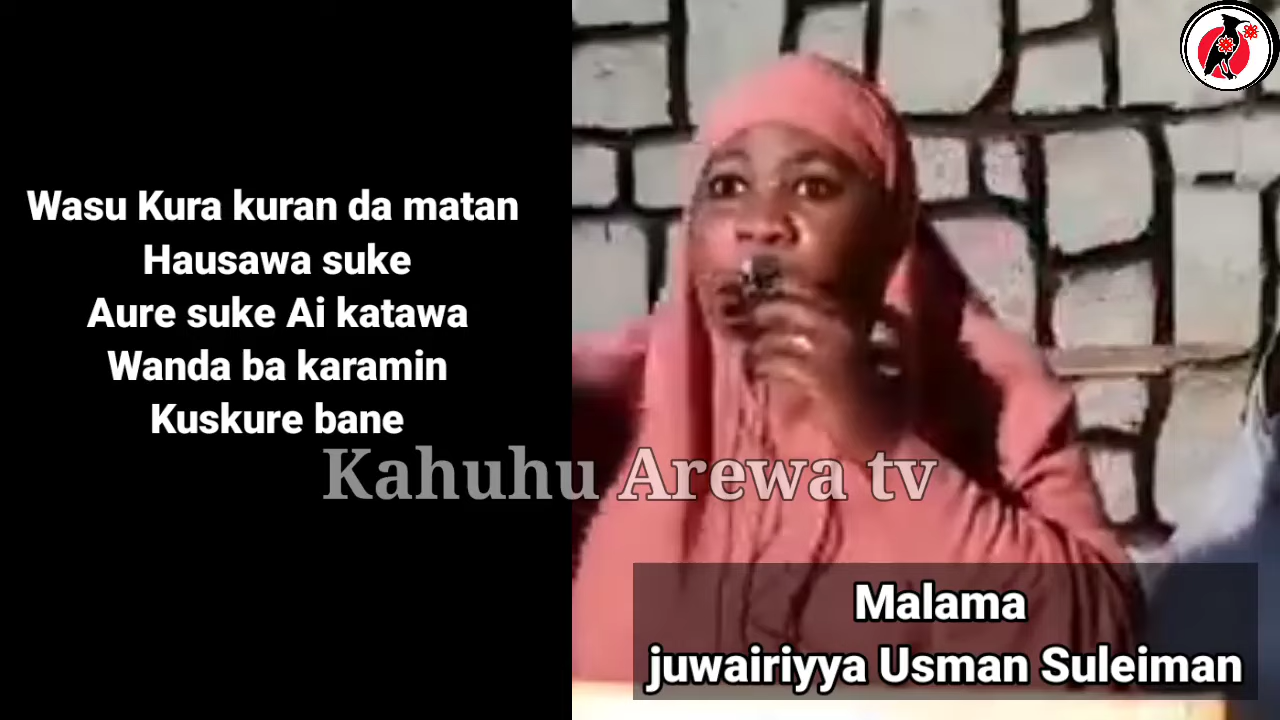 Wasu Kura kuran da matan
Hausawa suke
Aure suke Ai katawa
Wanda ba karamin
Kuskure bane
Kahuhu Arewa tv
Malama
juwairiyya Usman Suleiman